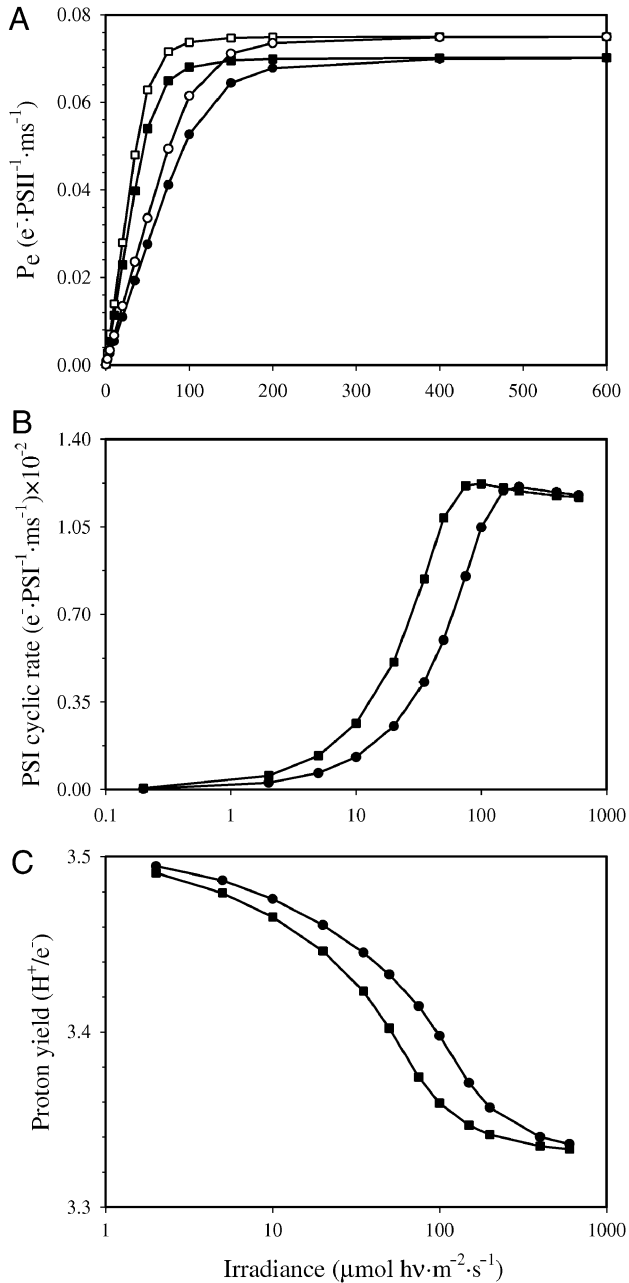 A
0.08
0.06
0.04
0.02
0.00
Pe (e⁻·PSII⁻¹·ms⁻¹)
0 100 200 300 400 500 600
B
1.40
1.05
0.70
0.35
0.00
PSI cyclic rate (e⁻·PSI⁻¹·ms⁻¹)×10⁻²
0.1 1 10 100 1000
C
3.5
3.4
3.3
Proton yield (H⁺/e⁻)
1 10 100 1000
Irradiance (µmol hν·m⁻²·s⁻¹)